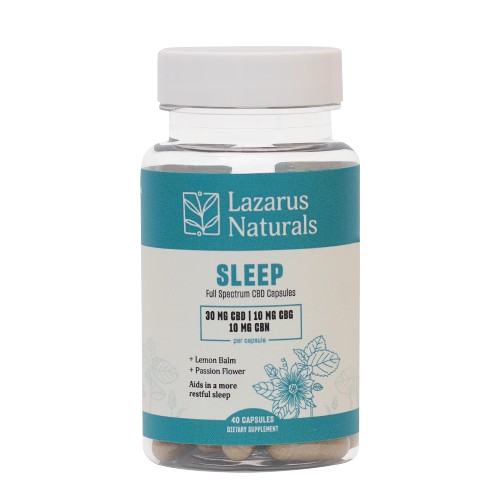 Lazarus
Naturals
SLEEP
Full Spectrum CBD Capsules
30 MG CBD | 10 MG CBG
10 MG CBN
per capsule
+ Lemon Balm
+ Passion Flower
Aids in a more
restful sleep
40 CAPSULES
DIETARY SUPPLEMENT